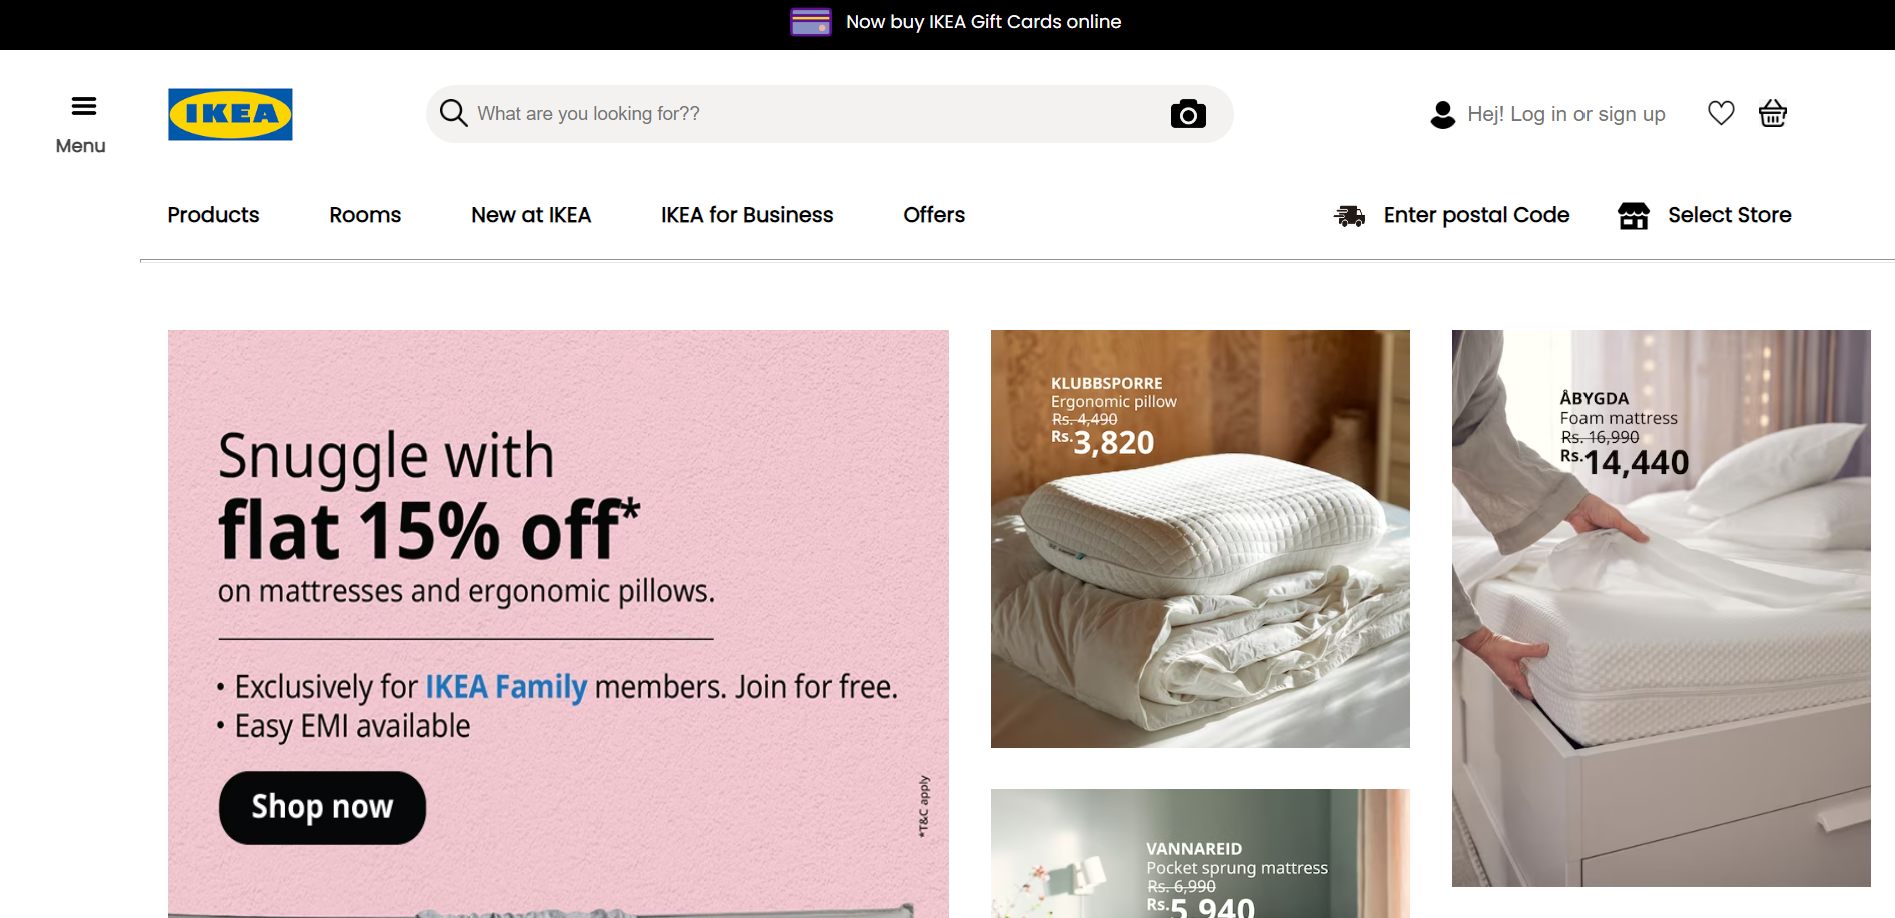 Now buy IKEA Gift Cards online
Menu
IKEA
What are you looking for??
Hej! Log in or sign up
Products
Rooms
New at IKEA
IKEA for Business
Offers
Enter postal Code
Select Store
Snuggle with
flat 15% off*
on mattresses and ergonomic pillows.
• Exclusively for IKEA Family members. Join for free.
• Easy EMI available
Shop now
*T&C apply
KLUBBSPORRE
Ergonomic pillow
Rs. 4,490
Rs.3,820
ÅBYGDA
Foam mattress
Rs. 16,990
Rs.14,440
VANNAREID
Pocket sprung mattress
Rs. 6,990
Rs.5,940